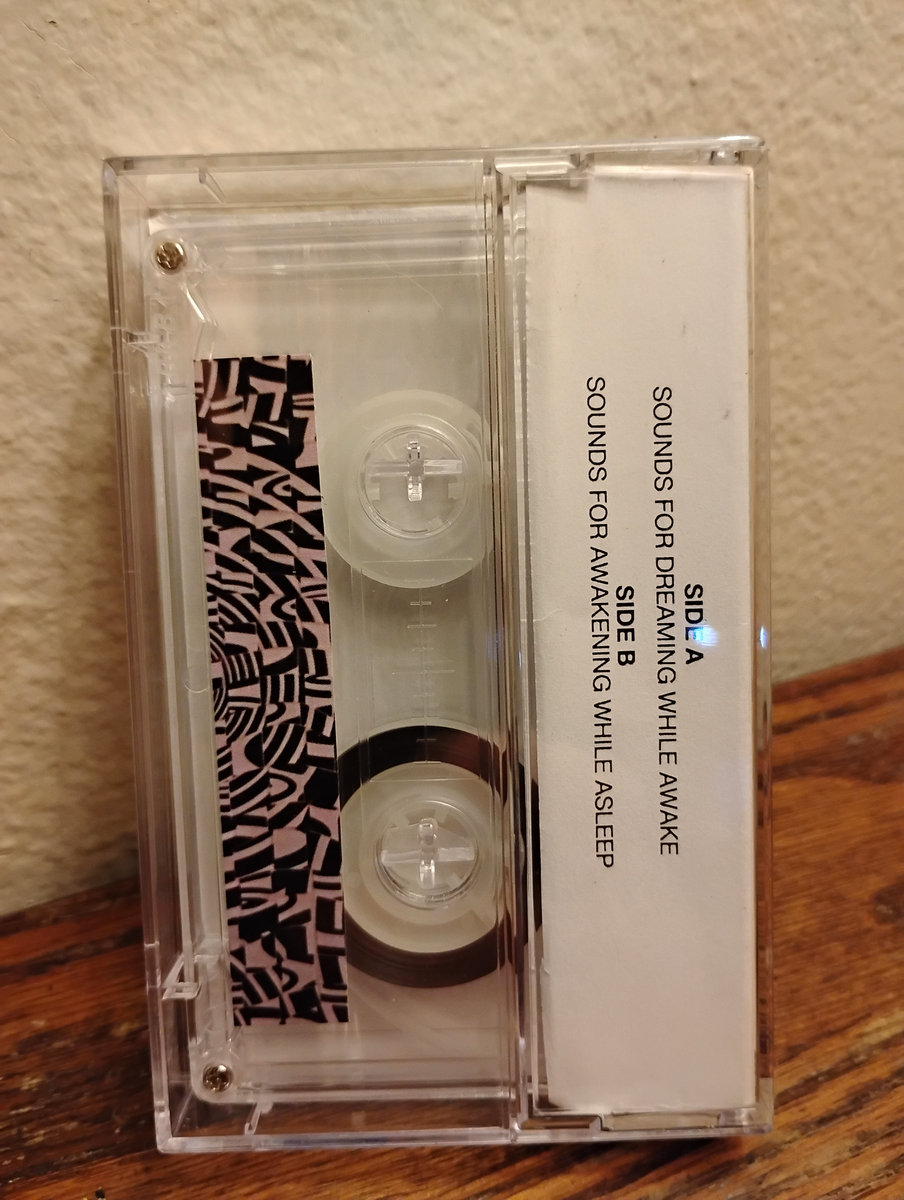 SIDE A
SOUNDS FOR DREAMING WHILE AWAKE
SIDE B
SOUNDS FOR AWAKENING WHILE ASLEEP